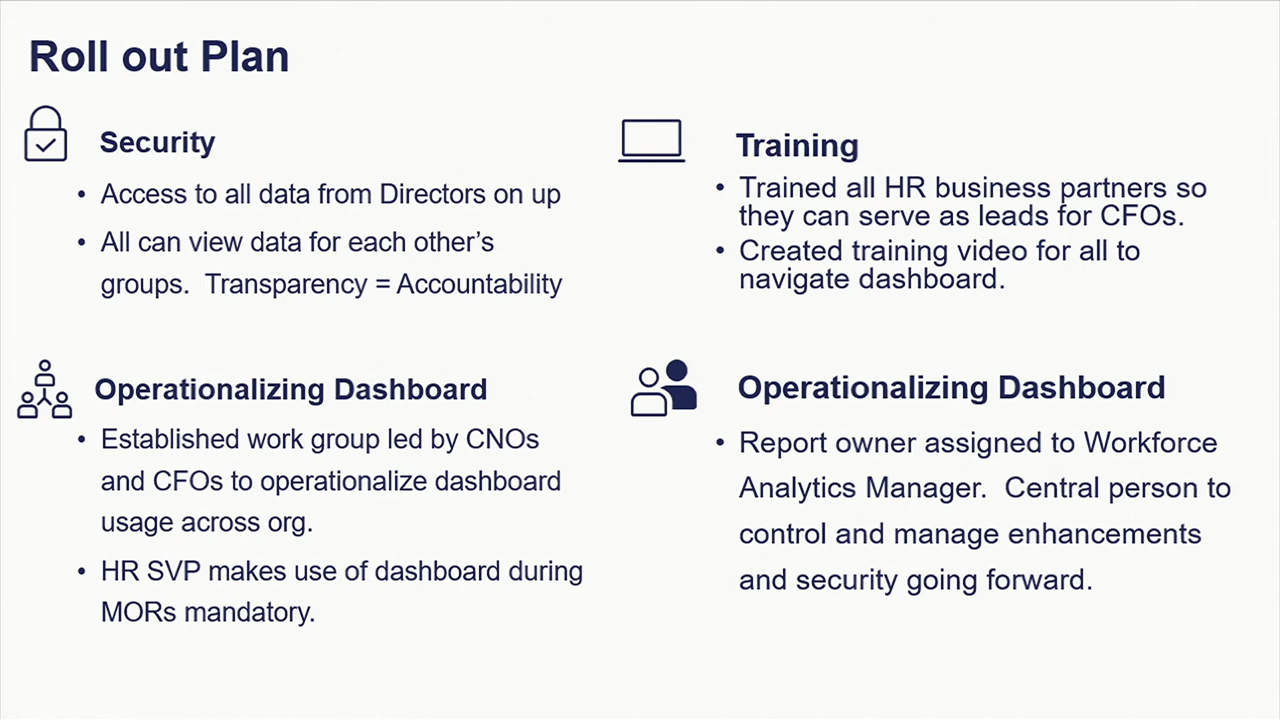 Roll out Plan
Security
• Access to all data from Directors on up
• All can view data for each other’s
groups.  Transparency = Accountability
Training
• Trained all HR business partners so
they can serve as leads for CFOs.
• Created training video for all to
navigate dashboard.
Operationalizing Dashboard
• Established work group led by CNOs
and CFOs to operationalize dashboard
usage across org.
• HR SVP makes use of dashboard during
MORs mandatory.
Operationalizing Dashboard
• Report owner assigned to Workforce
Analytics Manager.  Central person to
control and manage enhancements
and security going forward.